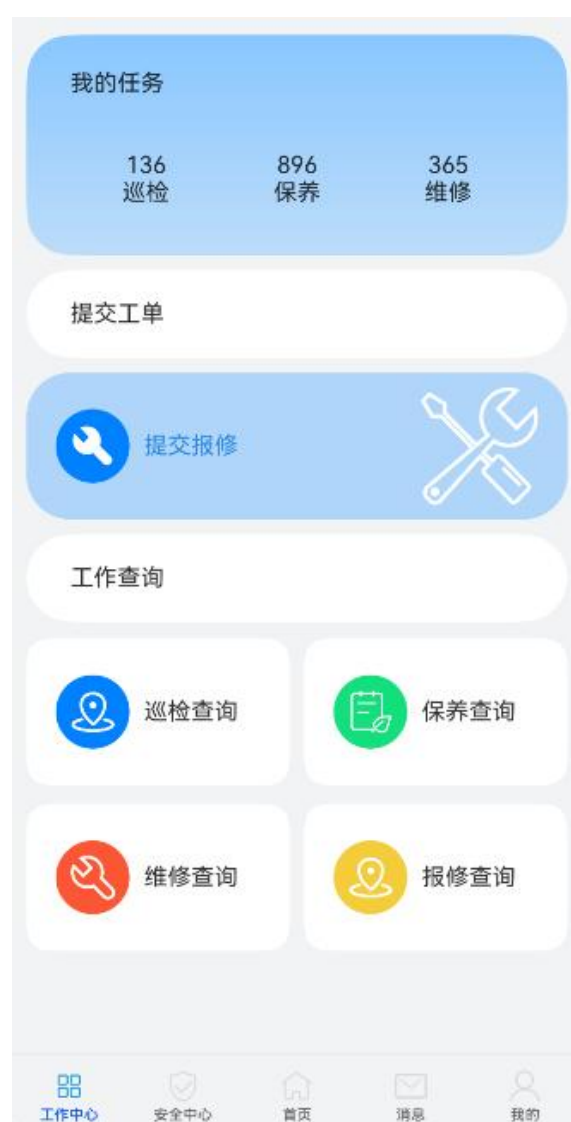 我的任务
136 896 365
巡检 保养 维修
提交工单
提交报修
工作查询
巡检查询 保养查询
维修查询 报修查询
工作中心 安全中心 首页 消息 我的